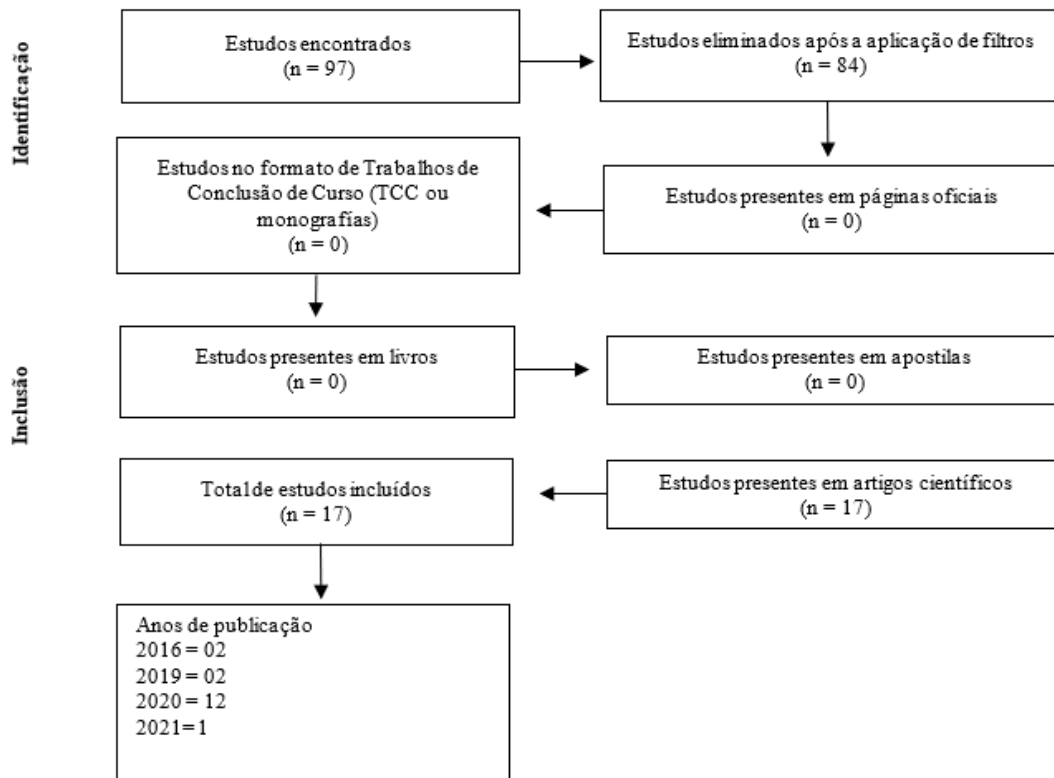 Identificação
Estudos encontrados
(n = 97)
Estudos eliminados após a aplicação de filtros
(n = 84)
Estudos no formato de Trabalhos de
Conclusão de Curso (TCC ou
monografías)
(n = 0)
Estudos presentes em páginas oficiais
(n = 0)
Inclusão
Estudos presentes em livros
(n = 0)
Estudos presentes em apostilas
(n = 0)
Total de estudos incluídos
(n = 17)
Estudos presentes em artigos científicos
(n = 17)
Anos de publicação
2016 = 02
2019 = 02
2020 = 12
2021=1